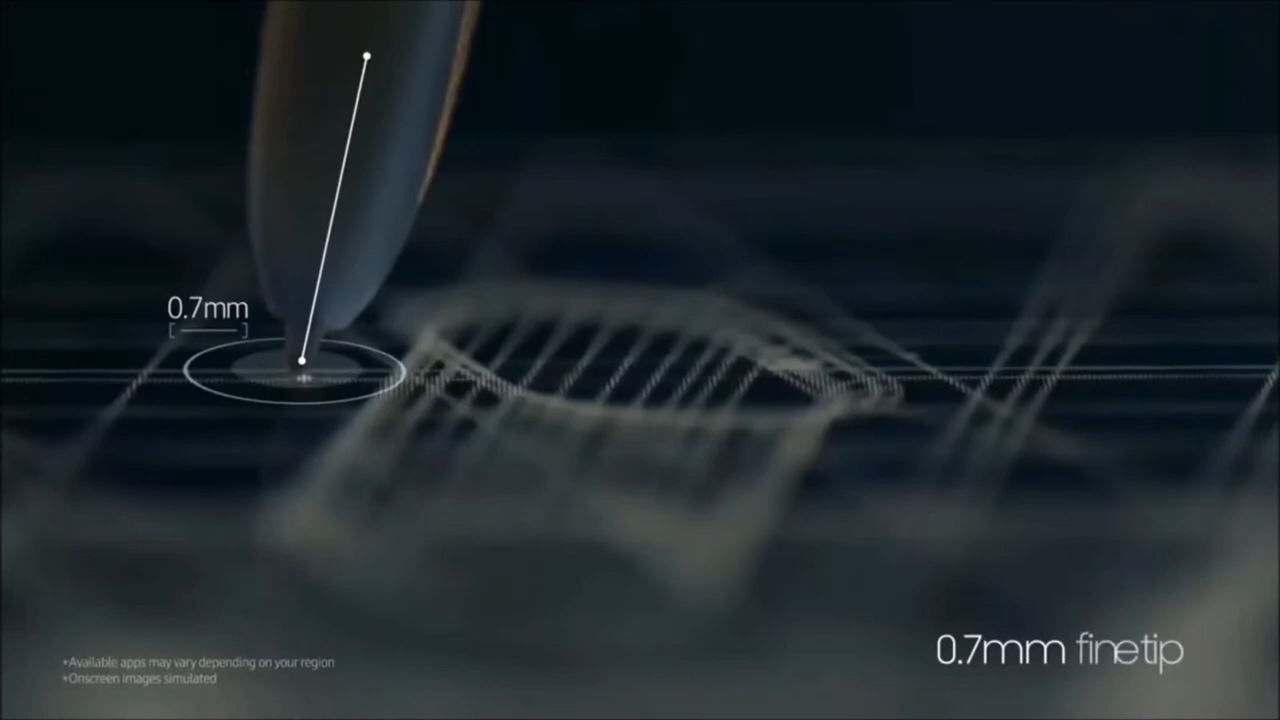 0.7mm
0.7mm finetip
*Available apps may vary depending on your region
*Onscreen images simulated